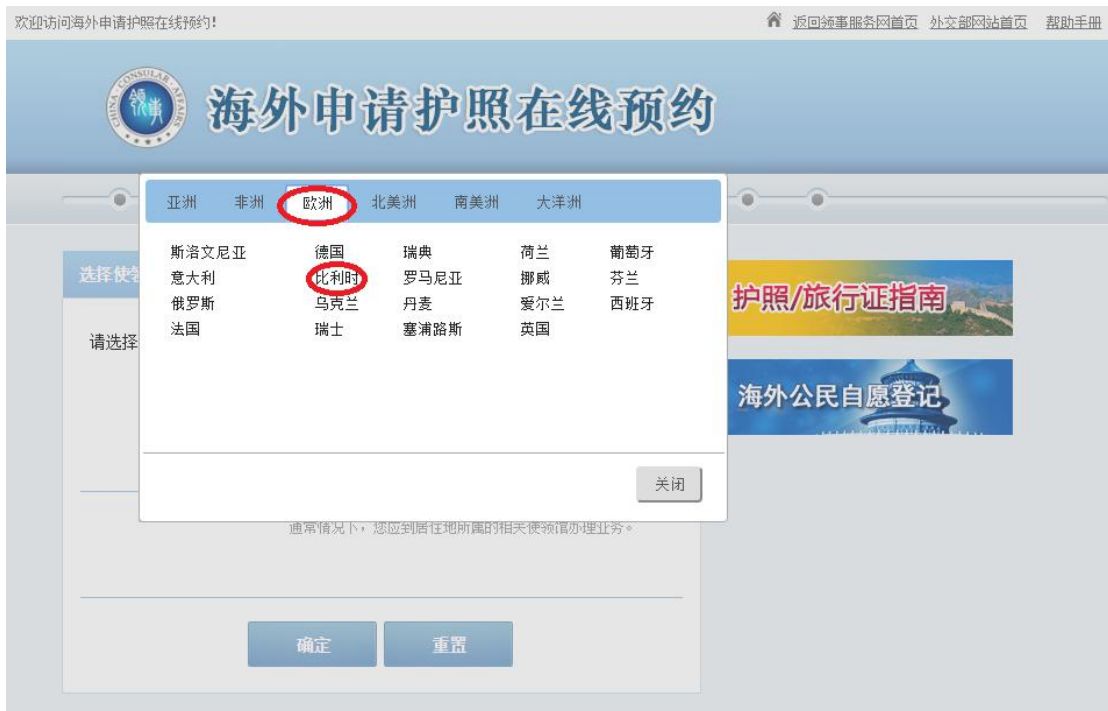 欢迎访问海外申请护照在线预约!
返回领事服务网首页 外交部网站首页 帮助手册
CHINA·CONSULAR·AFFAIRS
领事
海外申请护照在线预约
亚洲 非洲 欧洲 北美洲 南美洲 大洋洲
斯洛文尼亚 德国 瑞典 荷兰 葡萄牙
意大利 比利时 罗马尼亚 挪威 芬兰
俄罗斯 乌克兰 丹麦 爱尔兰 西班牙
法国 瑞士 塞浦路斯 英国
关闭
选择使领
请选择
通常情况下，您应到居住地所属的相关使领馆办理业务。
确定 重置
护照/旅行证指南
海外公民自愿登记